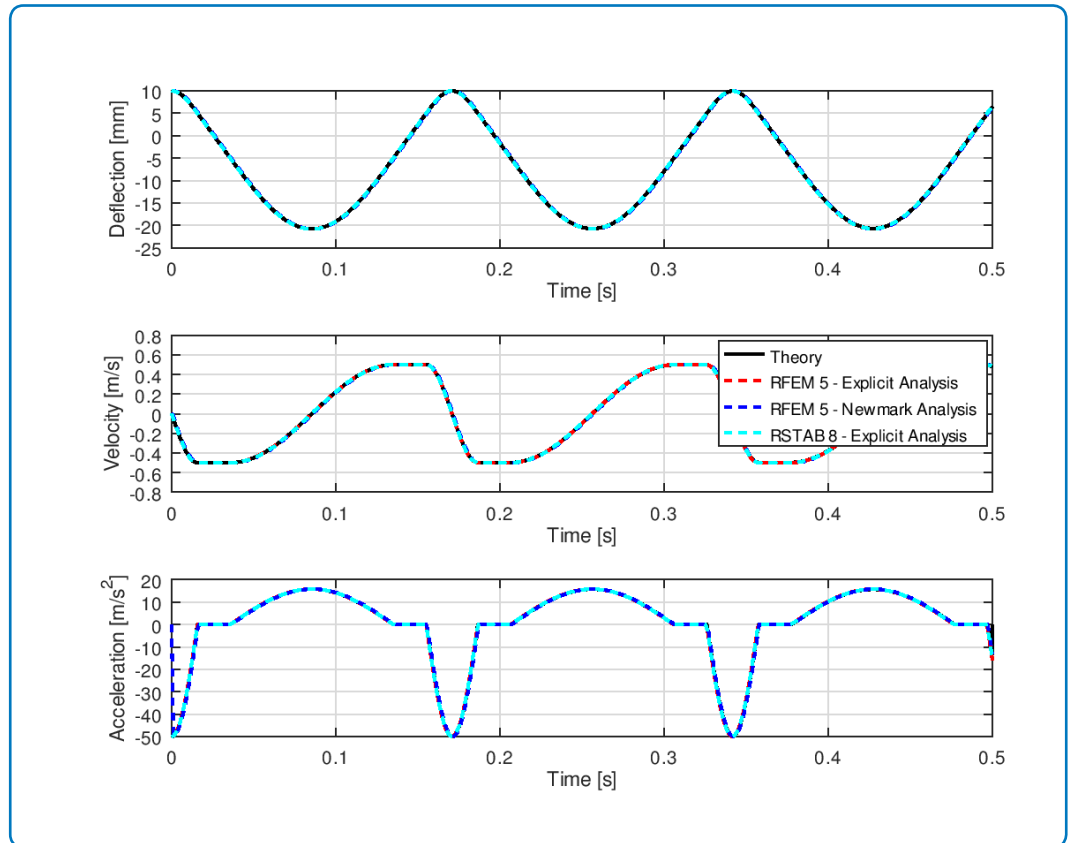 10
5
0
-5
-10
-15
-20
-25
Deflection [mm]
0 0.1 0.2 0.3 0.4 0.5
Time [s]
0.8
0.6
0.4
0.2
0
-0.2
-0.4
-0.6
-0.8
Velocity [m/s]
Theory
RFEM 5 - Explicit Analysis
RFEM 5 - Newmark Analysis
RSTAB 8 - Explicit Analysis
0 0.1 0.2 0.3 0.4 0.5
Time [s]
20
10
0
-10
-20
-30
-40
-50
Acceleration [m/s²]
0 0.1 0.2 0.3 0.4 0.5
Time [s]